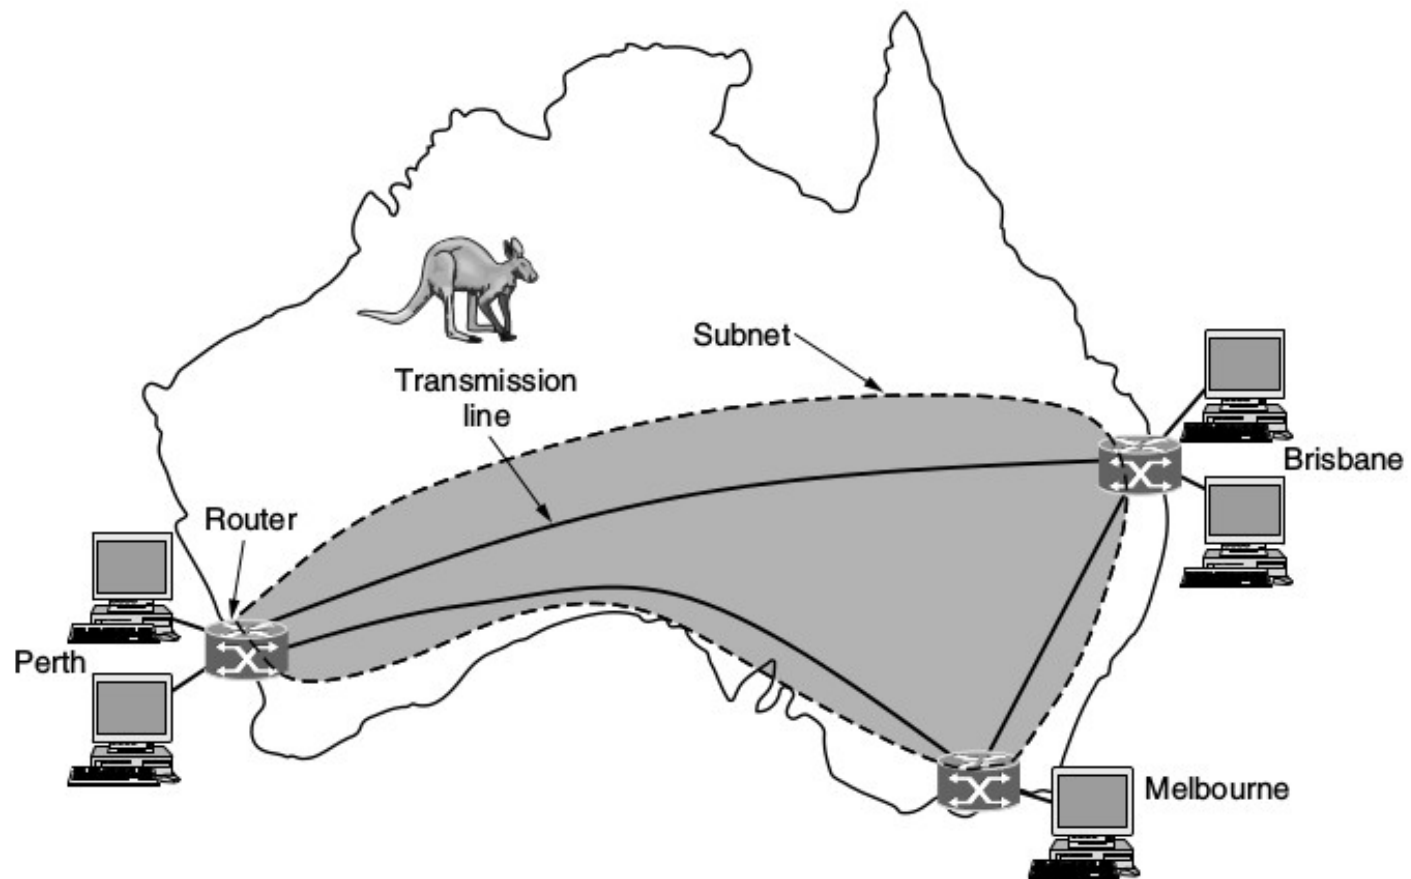 Subnet
Transmission
line
Brisbane
Router
Perth
Melbourne